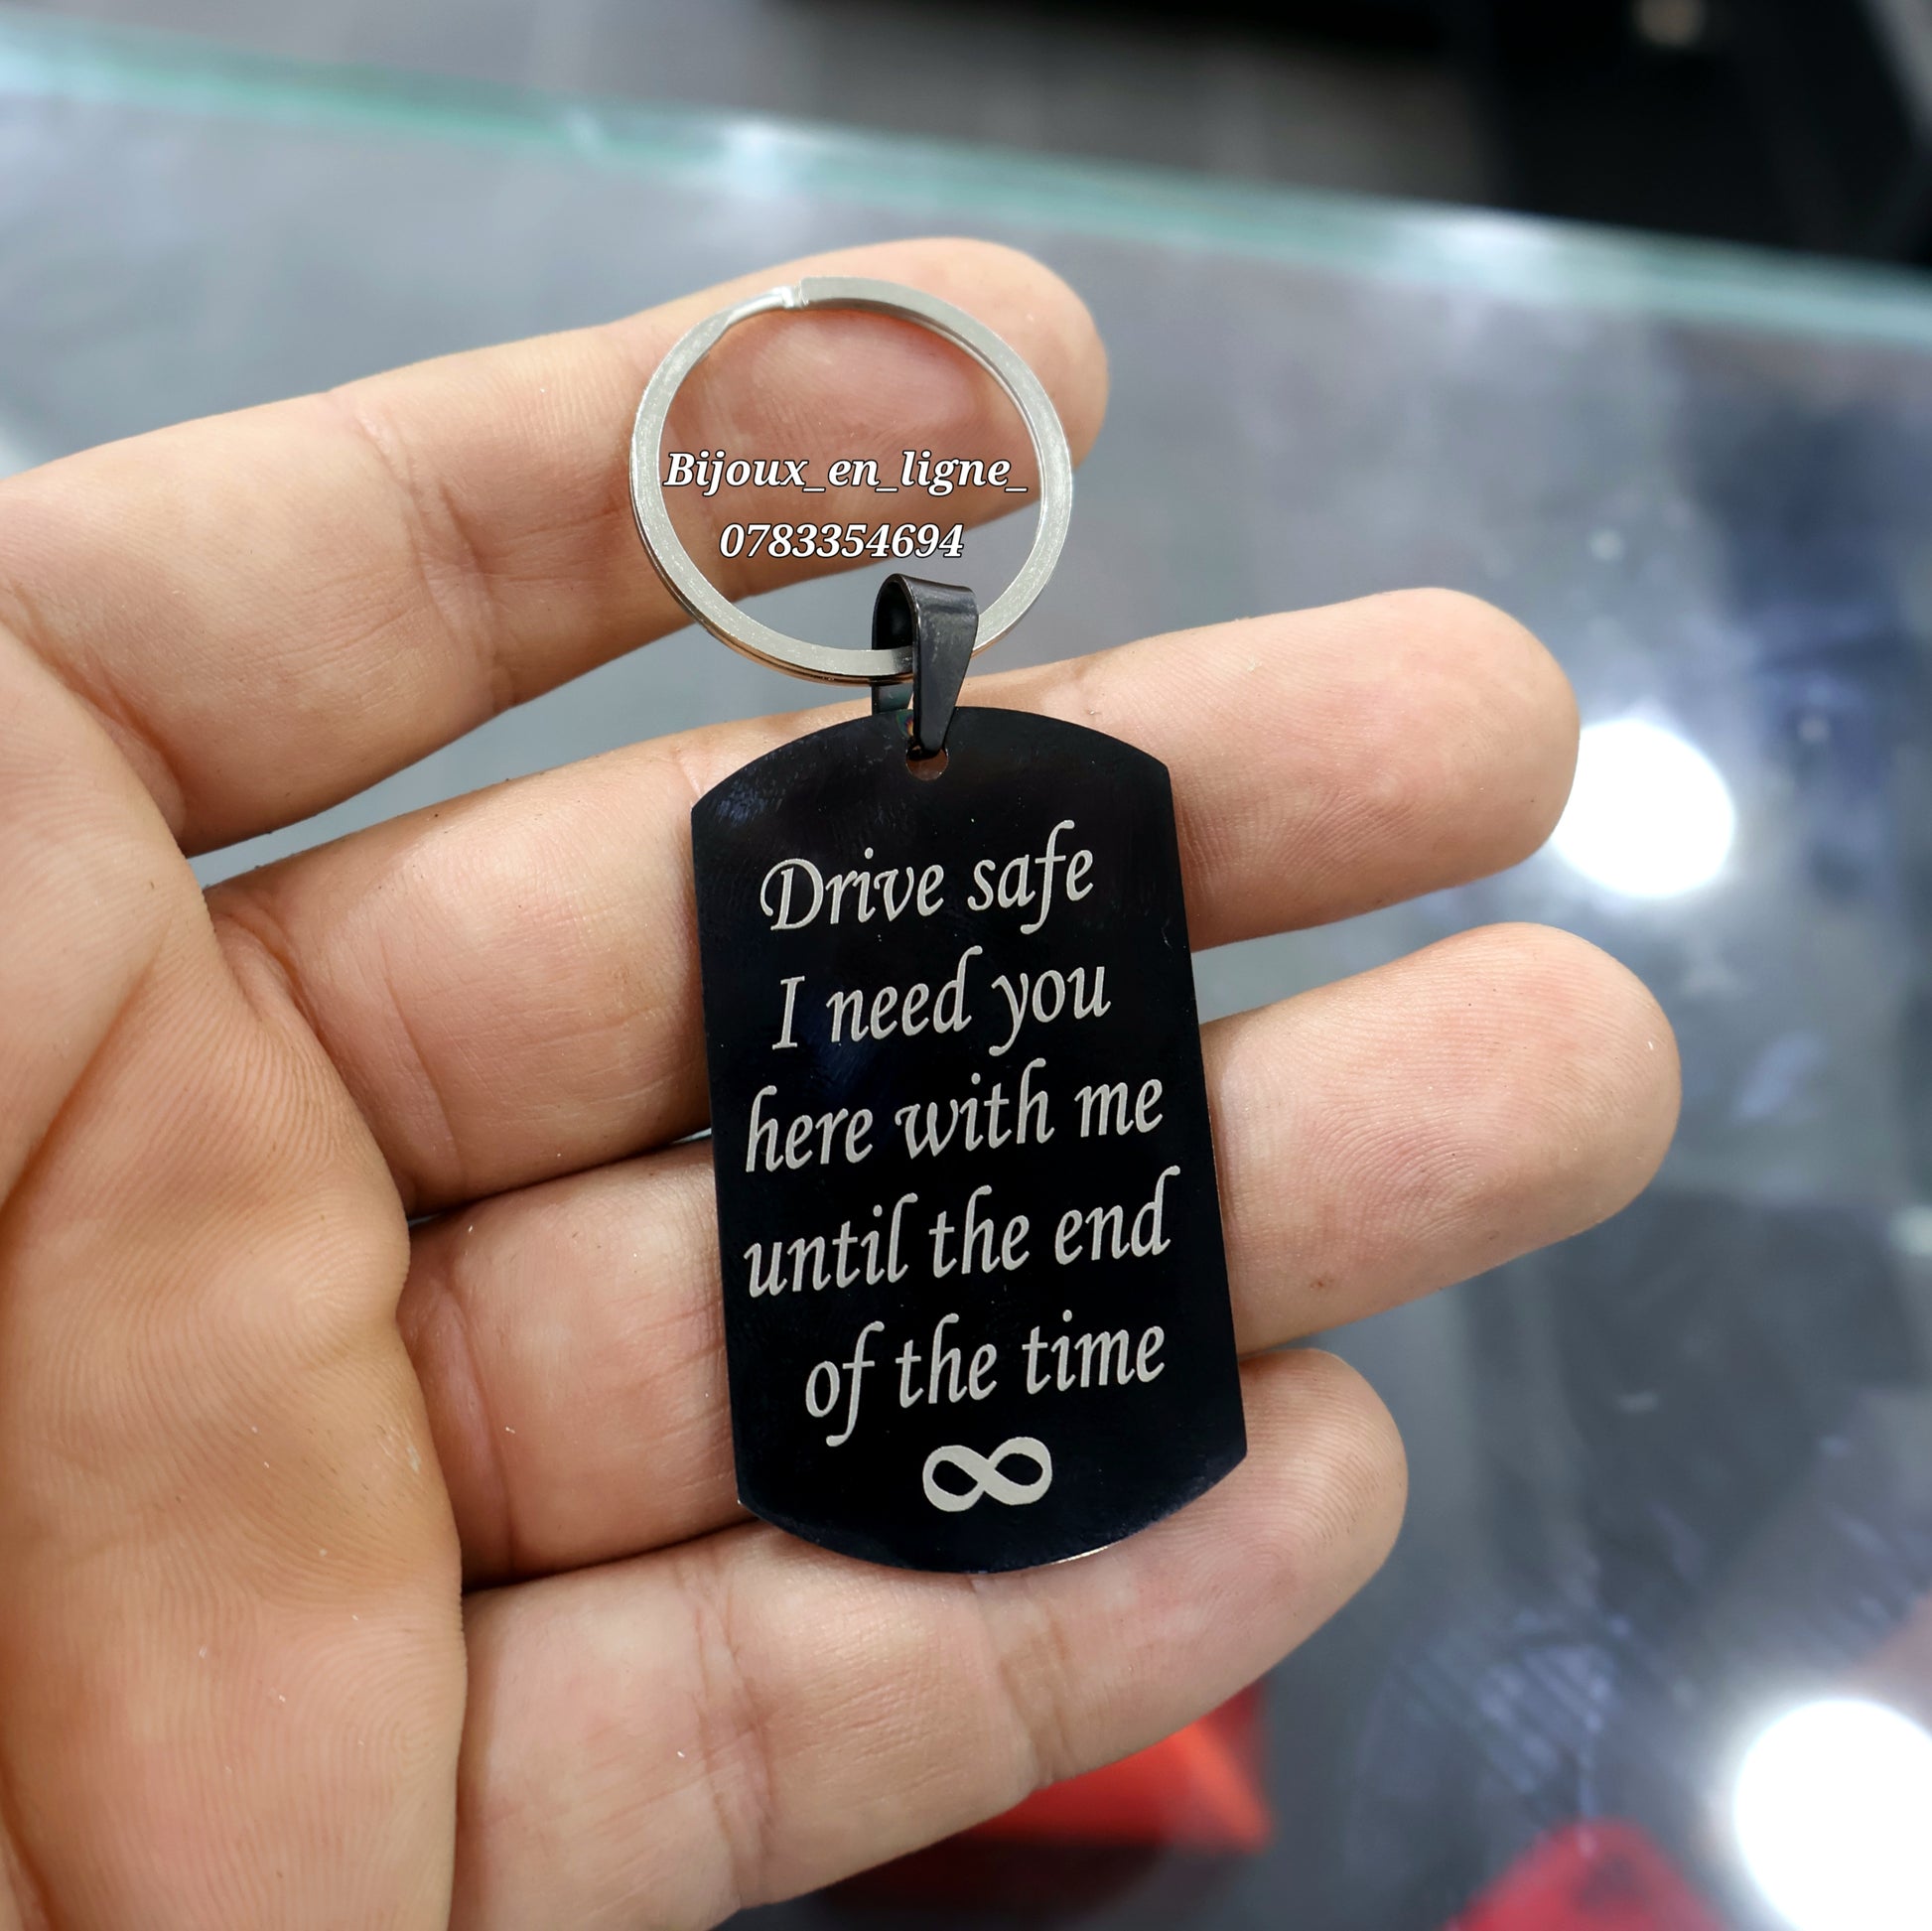 Bijoux_en_ligne_
0783354694
Drive safe
I need you
here with me
until the end
of the time
∞